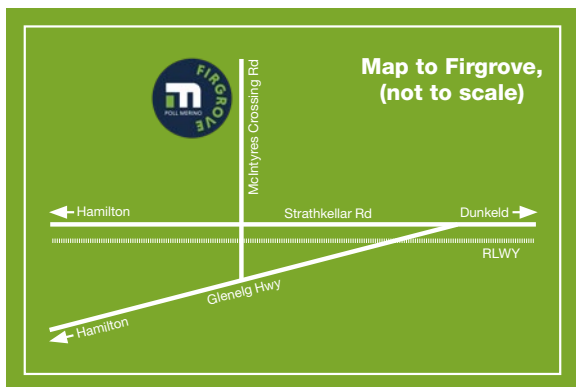 Map to Firgrove,
(not to scale)
FIRGROVE
POLL MERINO
McIntyres Crossing Rd
Hamilton
Strathkellar Rd
Dunkeld
RLWY
Glenelg Hwy
Hamilton